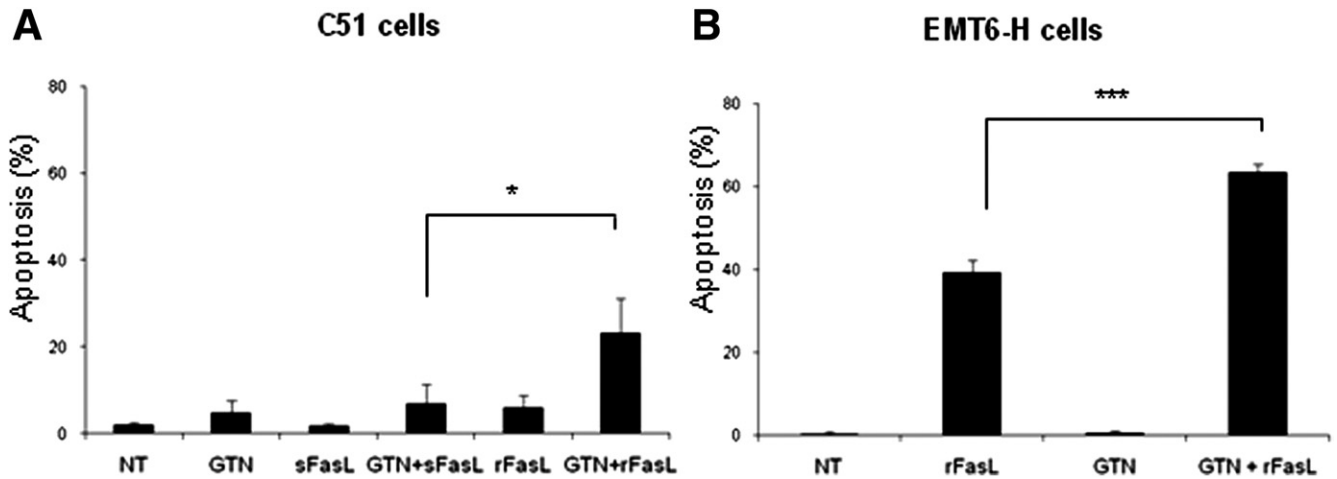 A
C51 cells
Apoptosis (%)
80
60
40
20
0
*
NT GTN sFasL GTN+sFasL rFasL GTN+rFasL
B
EMT6-H cells
Apoptosis (%)
80
60
40
20
0
***
NT rFasL GTN GTN + rFasL